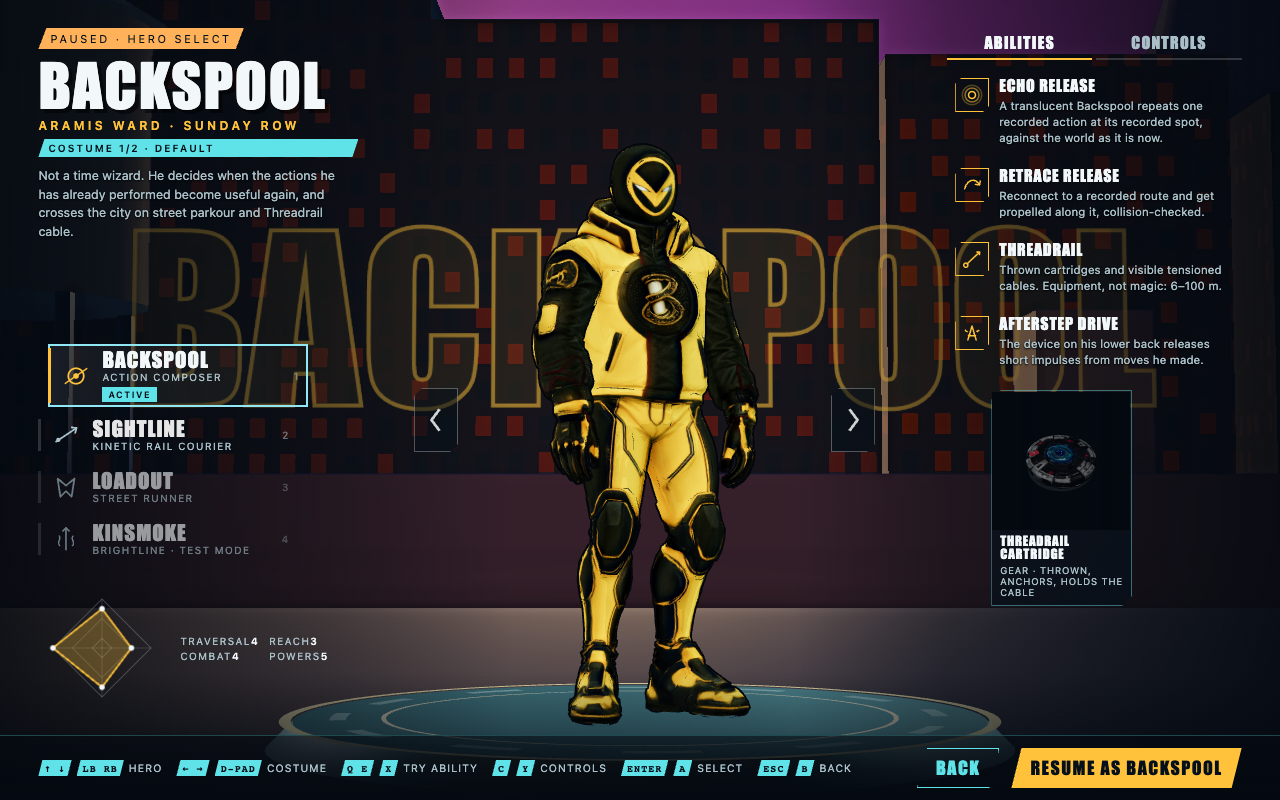 PAUSED · HERO SELECT
BACKSPOOL
ARAMIS WARD · SUNDAY ROW
COSTUME 1/2 · DEFAULT
Not a time wizard. He decides when the actions he
has already performed become useful again, and
crosses the city on street parkour and Threadrail
cable.
BACKSPOOL
BACKSPOOL
ACTION COMPOSER
1
ACTIVE
SIGHTLINE
KINETIC RAIL COURIER
2
LOADOUT
STREET RUNNER
3
KINSMOKE
BRIGHTLINE · TEST MODE
4
TRAVERSAL4 REACH3
COMBAT4 POWERS5
ABILITIES CONTROLS
ECHO RELEASE
A translucent Backspool repeats one
recorded action at its recorded spot,
against the world as it is now.
RETRACE RELEASE
Reconnect to a recorded route and get
propelled along it, collision-checked.
THREADRAIL
Thrown cartridges and visible tensioned
cables. Equipment, not magic: 6–100 m.
AFTERSTEP DRIVE
The device on his lower back releases
short impulses from moves he made.
THREADRAIL
CARTRIDGE
GEAR · THROWN,
ANCHORS, HOLDS THE
CABLE
↑ ↓ LB RB HERO ← → D-PAD COSTUME Q E X TRY ABILITY C Y CONTROLS ENTER A SELECT ESC B BACK
BACK
RESUME AS BACKSPOOL